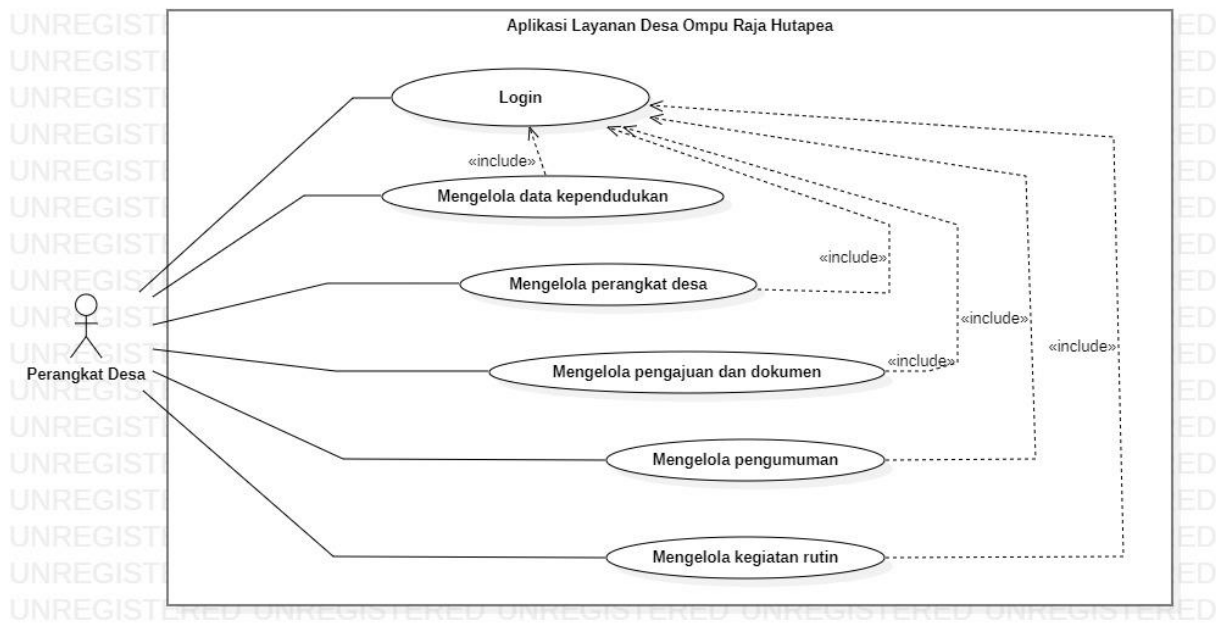 Aplikasi Layanan Desa Ompu Raja Hutapea
Login
«include»
Mengelola data kependudukan
«include»
Mengelola perangkat desa
«include»
«include»
«include»
Mengelola pengajuan dan dokumen
Perangkat Desa
Mengelola pengumuman
Mengelola kegiatan rutin
UNREGISTERED UNREGISTERED UNREGISTERED UNREGISTERED UNREGISTERED